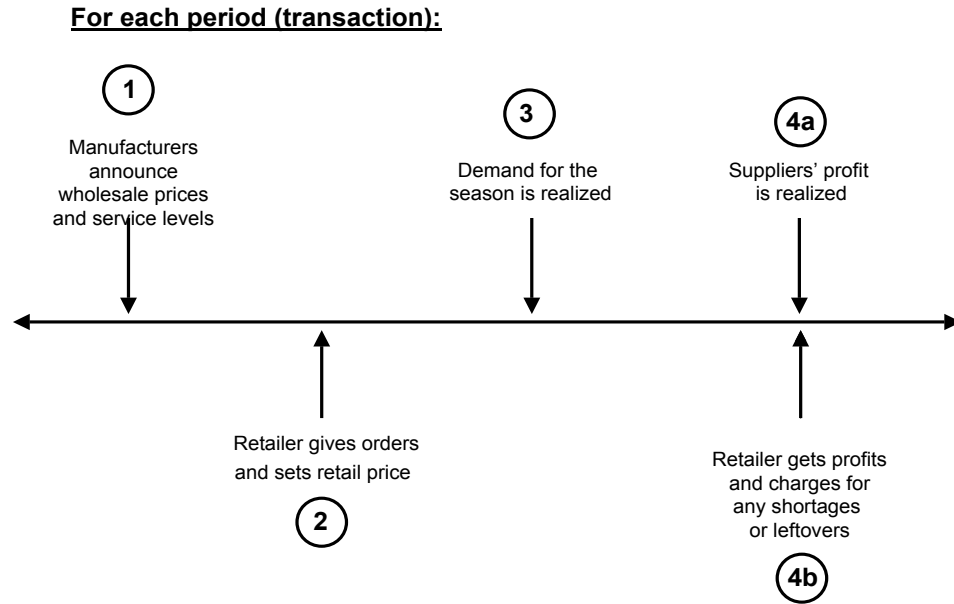 For each period (transaction):
1
Manufacturers
announce
wholesale prices
and service levels
3
Demand for the
season is realized
4a
Suppliers’ profit
is realized
Retailer gives orders
and sets retail price
2
Retailer gets profits
and charges for
any shortages
or leftovers
4b